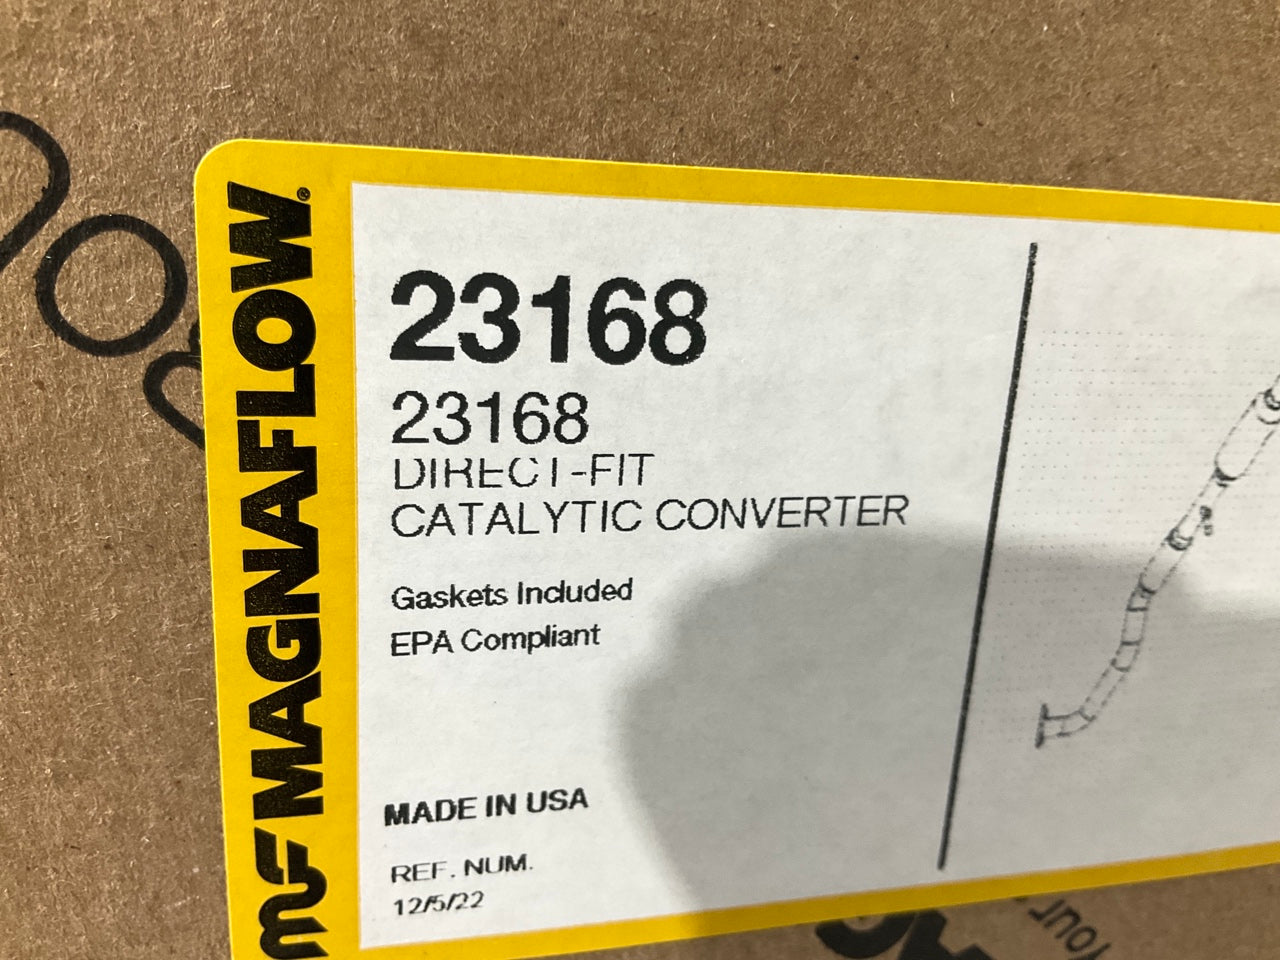 MAGNAFLOW®
23168
23168
DIRECT-FIT
CATALYTIC CONVERTER
Gaskets Included
EPA Compliant
MADE IN USA
REF. NUM.
12/5/22